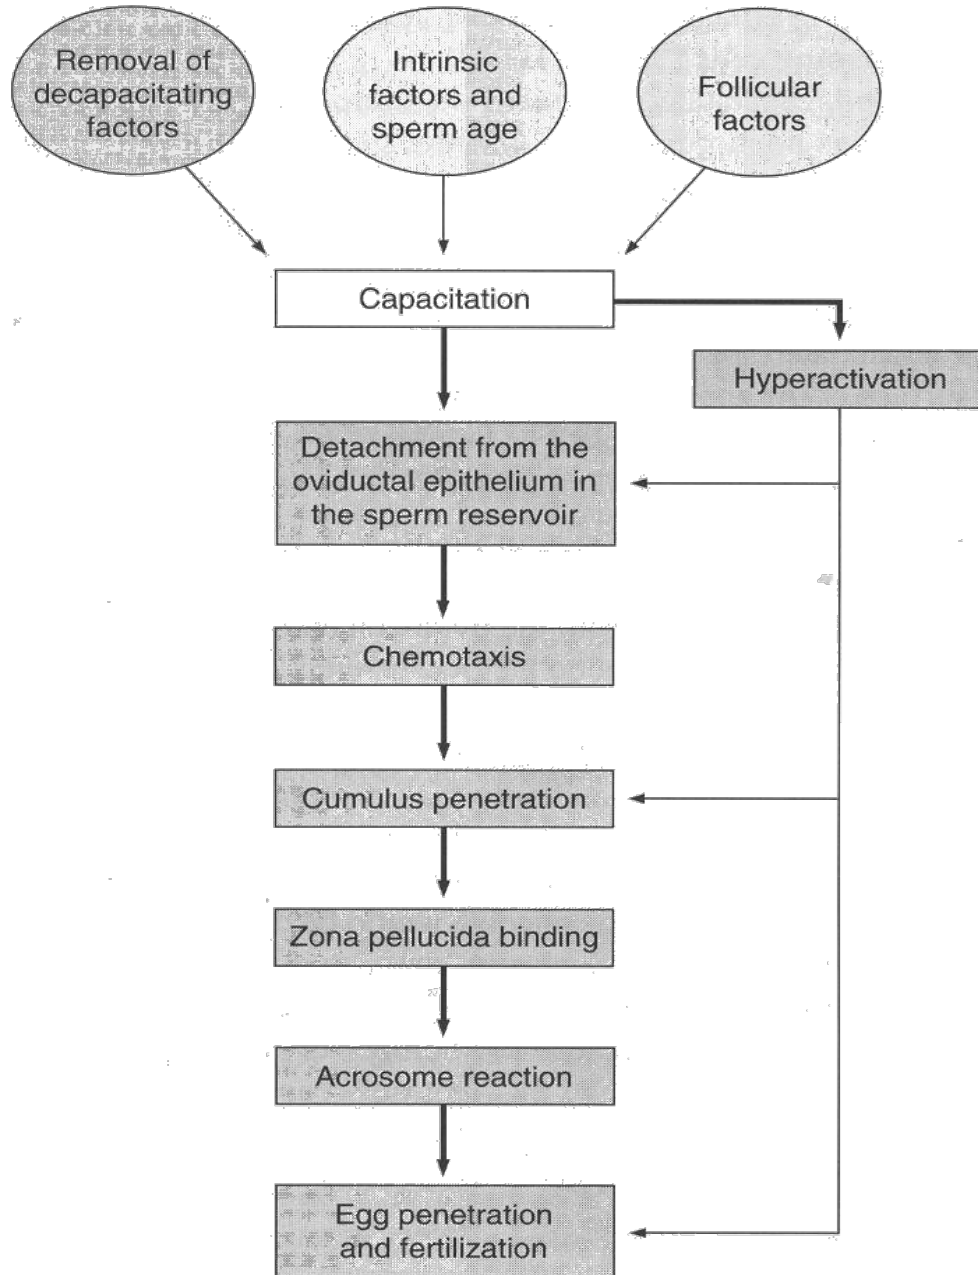 Removal of
decapacitating
factors
Intrinsic
factors and
sperm age
Follicular
factors
Capacitation
Hyperactivation
Detachment from the
oviductal epithelium in
the sperm reservoir
Chemotaxis
Cumulus penetration
Zona pellucida binding
Acrosome reaction
Egg penetration
and fertilization